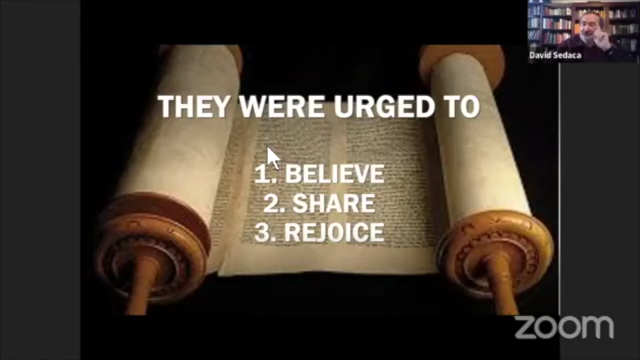 David Sedaca
THEY WERE URGED TO
1. BELIEVE
2. SHARE
3. REJOICE
zoom